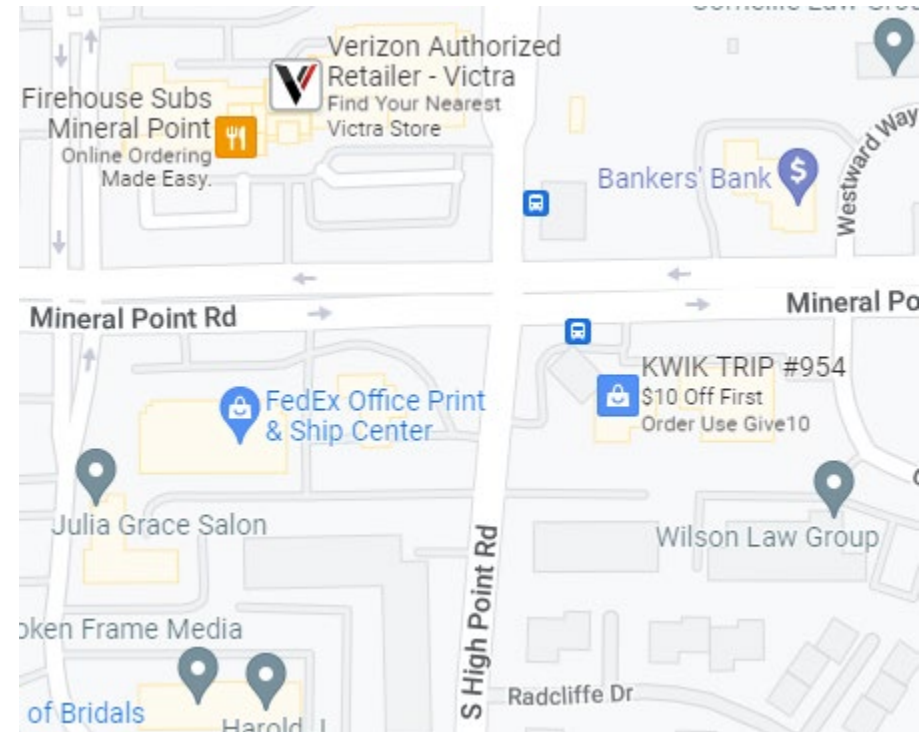 Verizon Authorized
Retailer - Victra
Find Your Nearest
Victra Store
Firehouse Subs
Mineral Point
Online Ordering
Made Easy.
Bankers' Bank
Westward Way
Mineral Point Rd
Mineral Po
KWIK TRIP #954
$10 Off First
Order Use Give10
FedEx Office Print
& Ship Center
Julia Grace Salon
Wilson Law Group
S High Point Rd
oken Frame Media
Radcliffe Dr
of Bridals
Harold